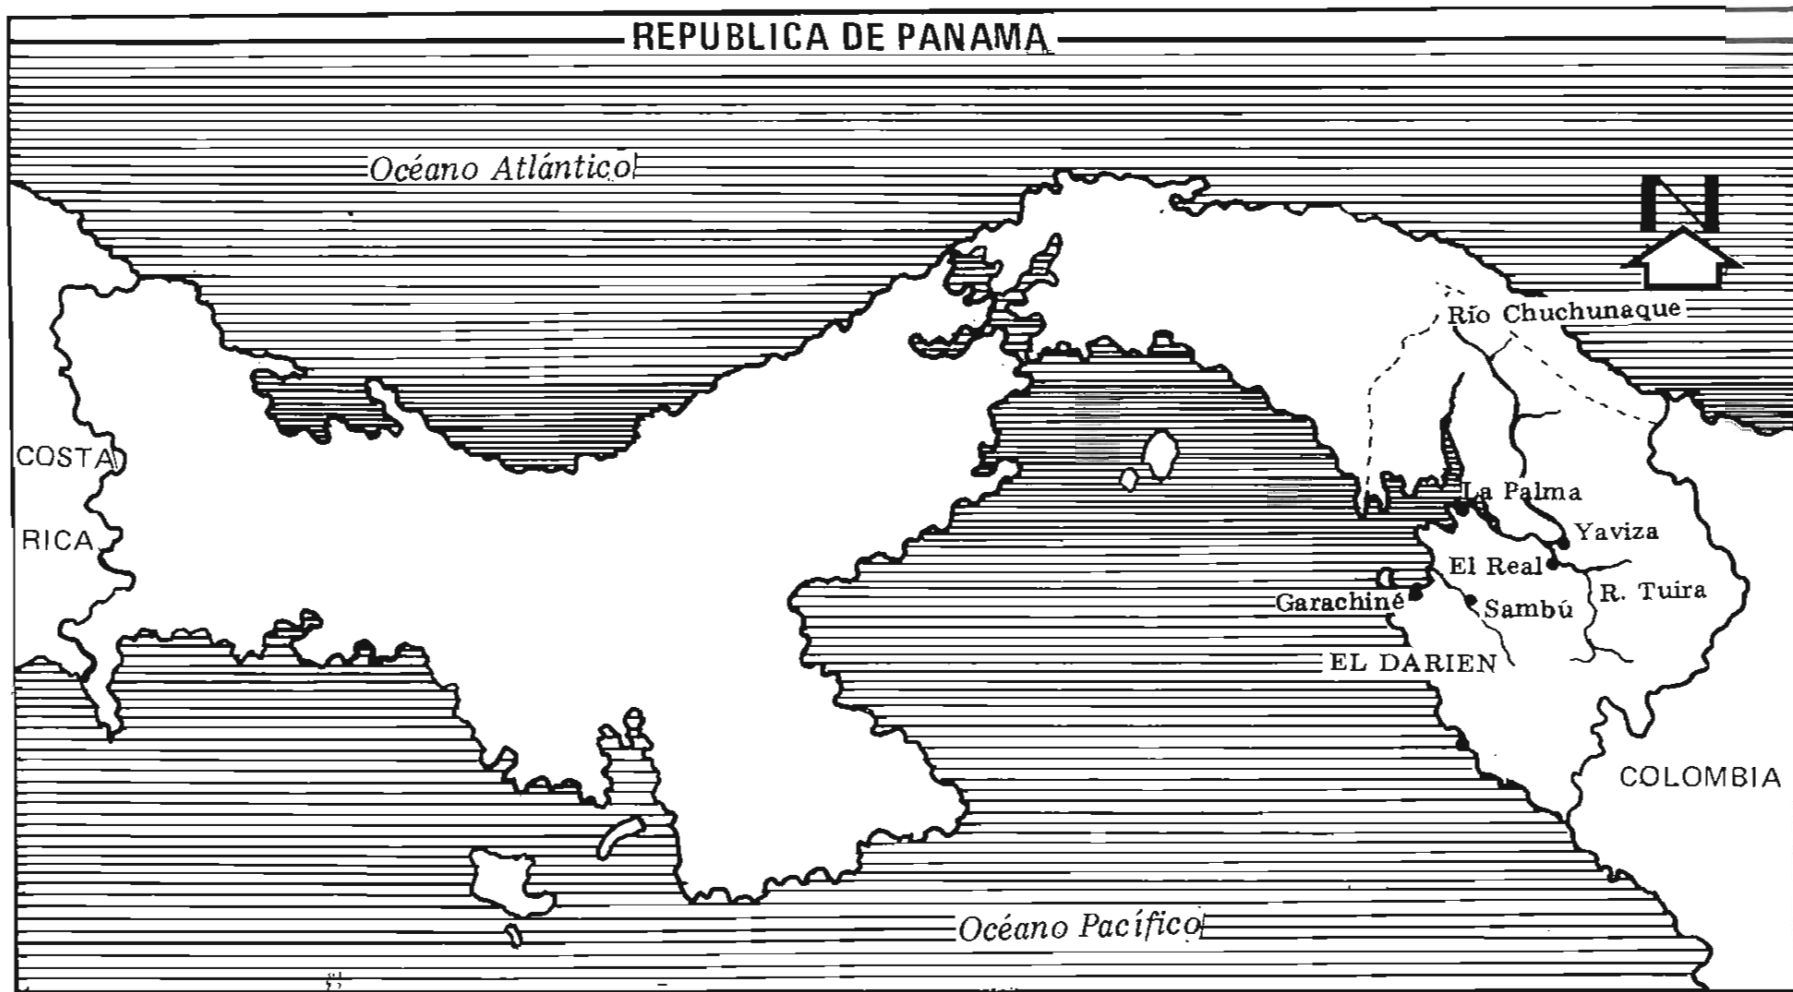 REPUBLICA DE PANAMA
Océano Atlántico
N
Río Chuchunaque
COSTA
RICA
La Palma
Yaviza
El Real
R. Tuira
Garachiné
Sambú
EL DARIEN
COLOMBIA
Océano Pacífico